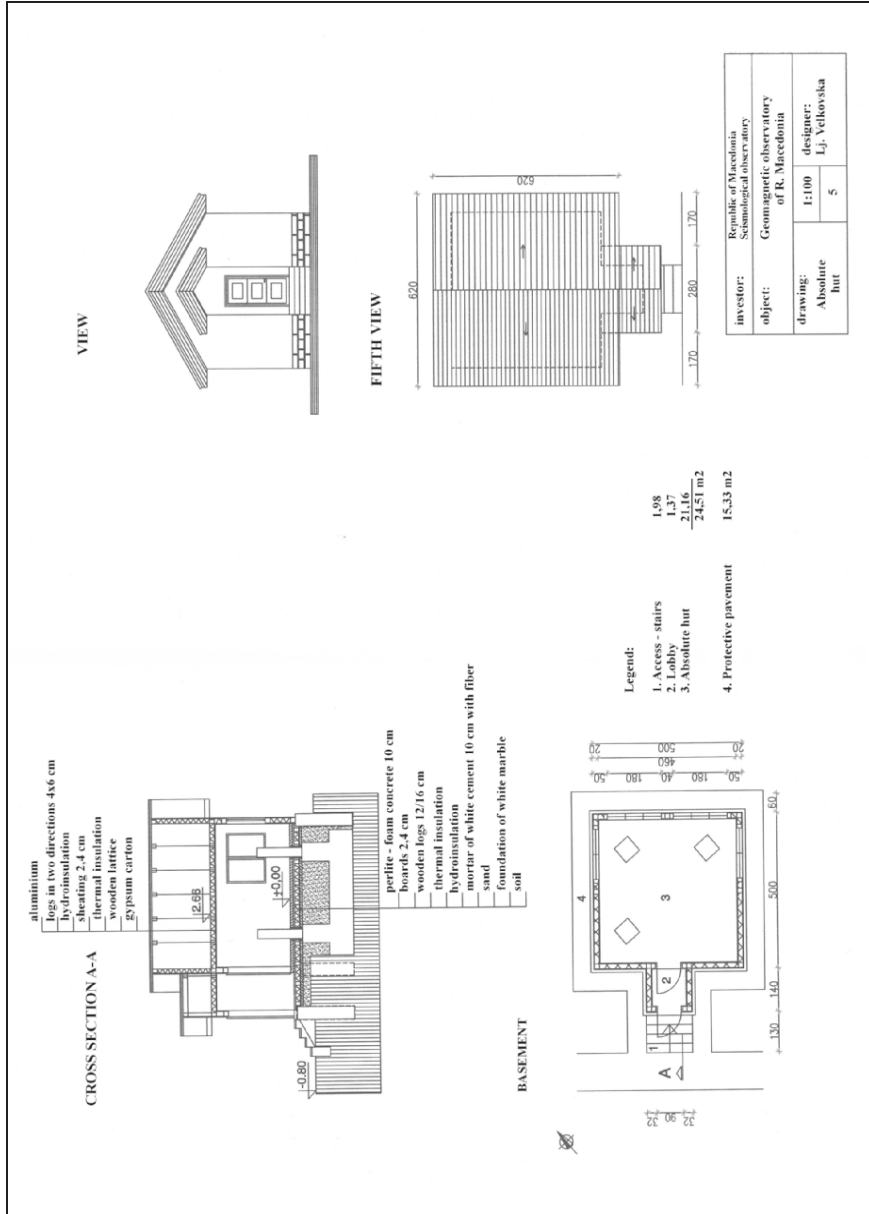 CROSS SECTION A-A
aluminium
logs in two directions 4x6 cm
hydroinsulation
sheating 2,4 cm
thermal insulation
wooden lattice
gypsum carton
2.66
±0,00
-0.80
perlite - foam concrete 10 cm
boards 2,4 cm
wooden logs 12/16 cm
thermal insulation
hydroinsulation
mortar of white cement 10 cm with fiber
sand
foundation of white marble
soil
VIEW
FIFTH VIEW
620
620
170
280
170
BASEMENT
A
1
2
3
4
32
90
32
130
140
500
60
50
180
40
180
50
460
20
500
20
Legend:
1. Access - stairs 1,98
2. Lobby 1,37
3. Absolute hut 21,16
24,51 m2
4. Protective pavement 15,33 m2
investor: Republic of Macedonia
Seismological observatory
object: Geomagnetic observatory
of R. Macedonia
drawing: 1:100 designer:
Absolute Lj. Velkovska
hut 5